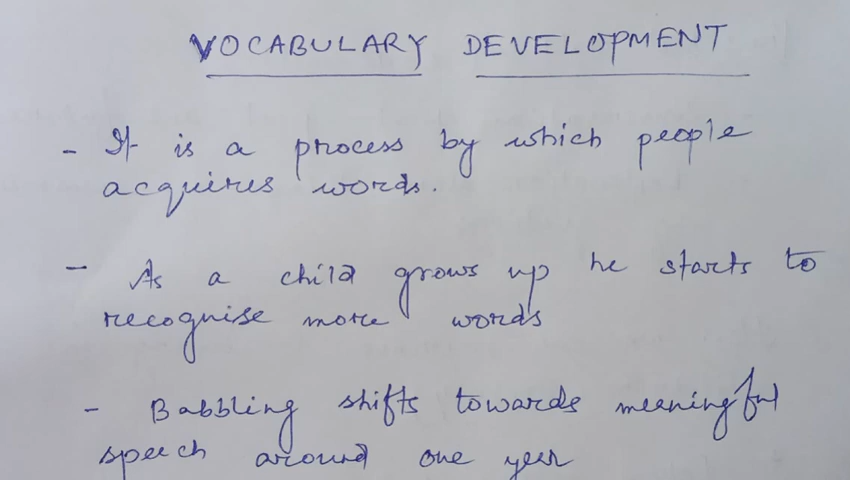 VOCABULARY DEVELOPMENT
- It is a process by which people
acquires words.
- As a child grows up he starts to
recognise more words
- Babbling shifts towards meaningful
speech around one year